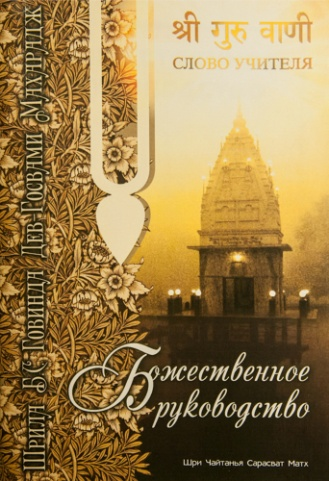 श्री गुरु वाणी
СЛОВО УЧИТЕЛЯ
Шрила Б.С. Говинда Дев-Госвами Махарадж
Божественное
руководство
Шри Чайтанья Сарасват Матх